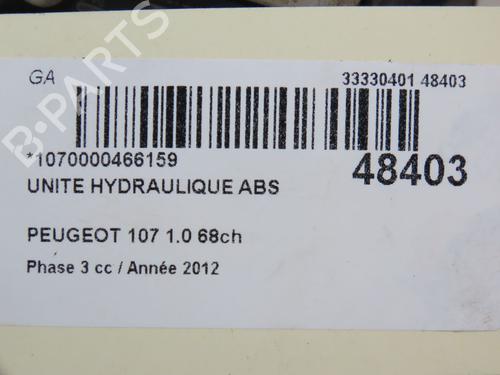 GA 33330401 48403
*1070000466159 48403
UNITE HYDRAULIQUE ABS
PEUGEOT 107 1.0 68ch
Phase 3 cc / Année 2012
B-PARTS